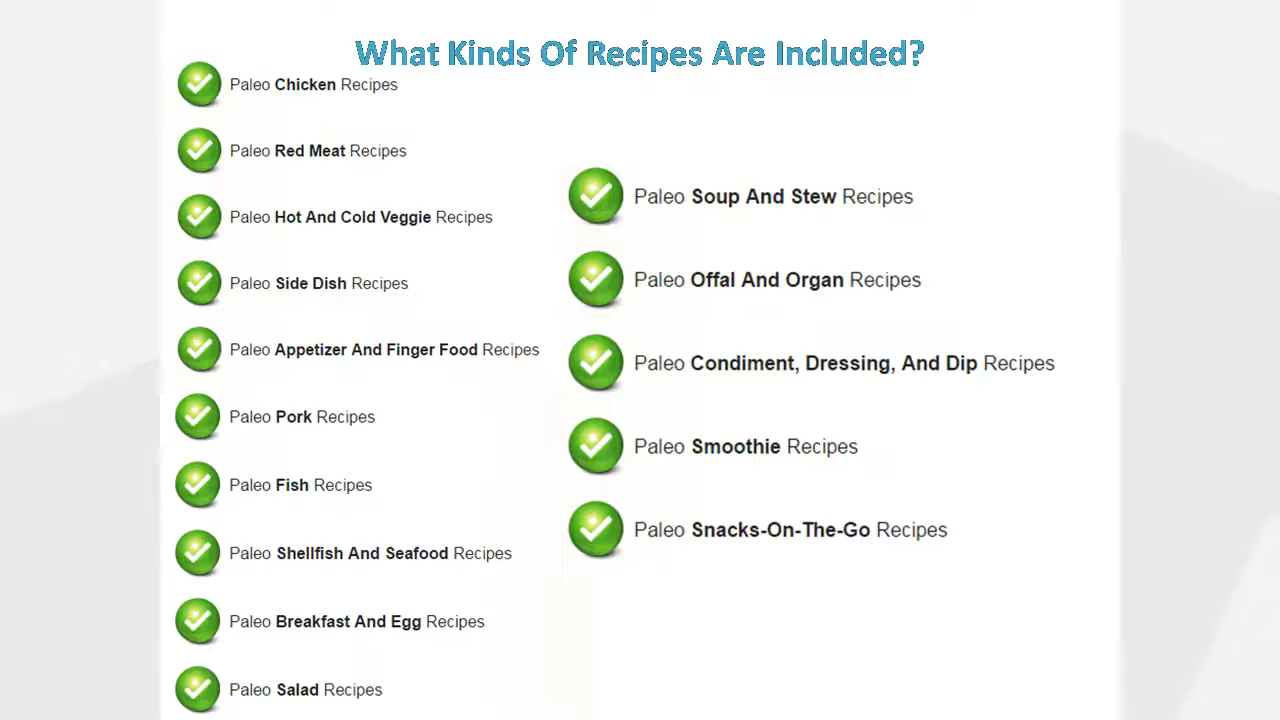 What Kinds Of Recipes Are Included?
Paleo Chicken Recipes
Paleo Red Meat Recipes
Paleo Hot And Cold Veggie Recipes
Paleo Side Dish Recipes
Paleo Appetizer And Finger Food Recipes
Paleo Pork Recipes
Paleo Fish Recipes
Paleo Shellfish And Seafood Recipes
Paleo Breakfast And Egg Recipes
Paleo Salad Recipes
Paleo Soup And Stew Recipes
Paleo Offal And Organ Recipes
Paleo Condiment, Dressing, And Dip Recipes
Paleo Smoothie Recipes
Paleo Snacks-On-The-Go Recipes